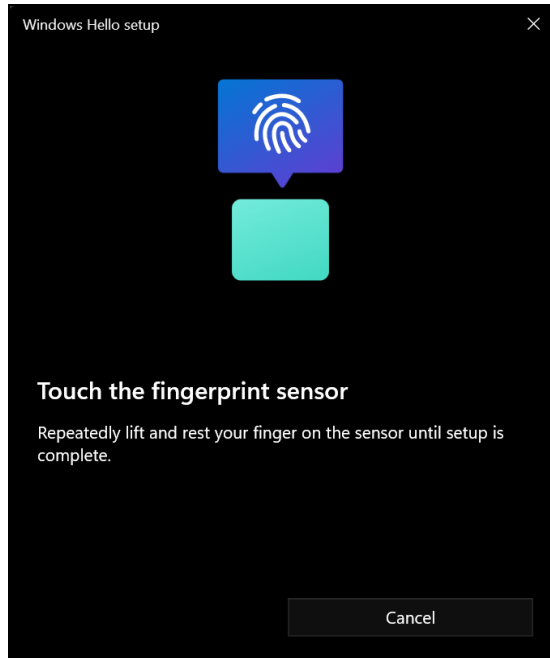 Windows Hello setup
Touch the fingerprint sensor
Repeatedly lift and rest your finger on the sensor until setup is
complete.
Cancel